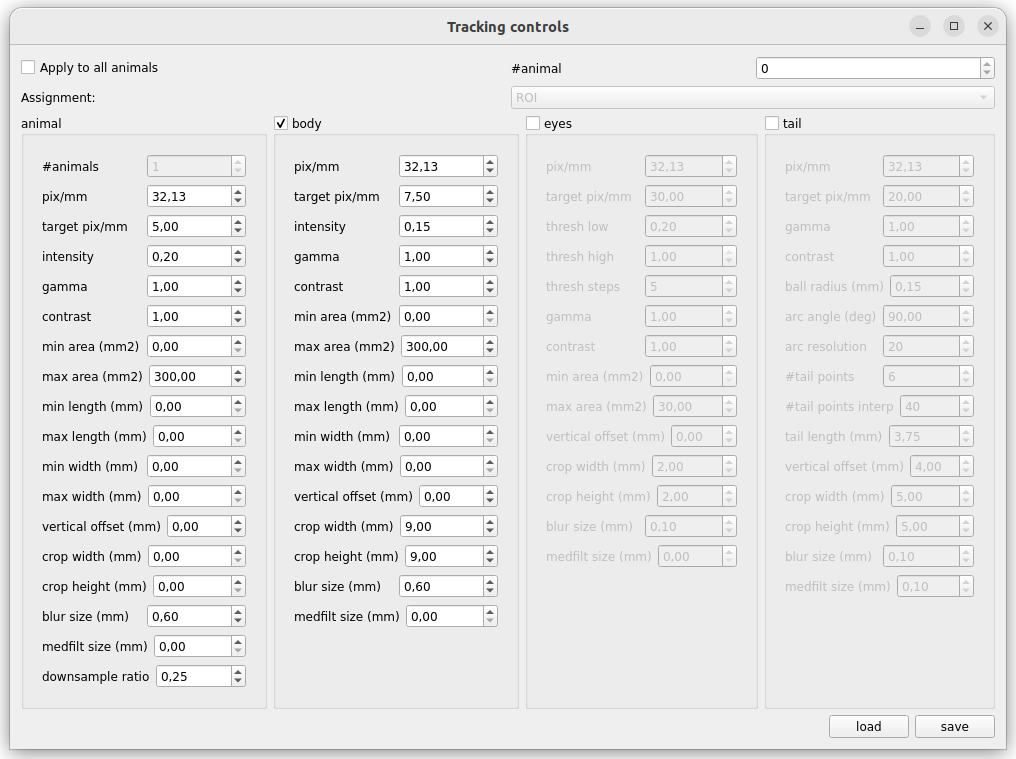 Tracking controls
Apply to all animals
#animal 0
Assignment: ROI
animal
#animals 1
pix/mm 32,13
target pix/mm 5,00
intensity 0,20
gamma 1,00
contrast 1,00
min area (mm2) 0,00
max area (mm2) 300,00
min length (mm) 0,00
max length (mm) 0,00
min width (mm) 0,00
max width (mm) 0,00
vertical offset (mm) 0,00
crop width (mm) 0,00
crop height (mm) 0,00
blur size (mm) 0,60
medfilt size (mm) 0,00
downsample ratio 0,25
body
pix/mm 32,13
target pix/mm 7,50
intensity 0,15
gamma 1,00
contrast 1,00
min area (mm2) 0,00
max area (mm2) 300,00
min length (mm) 0,00
max length (mm) 0,00
min width (mm) 0,00
max width (mm) 0,00
vertical offset (mm) 0,00
crop width (mm) 9,00
crop height (mm) 9,00
blur size (mm) 0,60
medfilt size (mm) 0,00
eyes
pix/mm 32,13
target pix/mm 30,00
thresh low 0,20
thresh high 1,00
thresh steps 5
gamma 1,00
contrast 1,00
min area (mm2) 0,00
max area (mm2) 30,00
vertical offset (mm) 0,00
crop width (mm) 2,00
crop height (mm) 2,00
blur size (mm) 0,10
medfilt size (mm) 0,00
tail
pix/mm 32,13
target pix/mm 20,00
gamma 1,00
contrast 1,00
ball radius (mm) 0,15
arc angle (deg) 90,00
arc resolution 20
#tail points 6
#tail points interp 40
tail length (mm) 3,75
vertical offset (mm) 4,00
crop width (mm) 5,00
crop height (mm) 5,00
blur size (mm) 0,10
medfilt size (mm) 0,10
load save